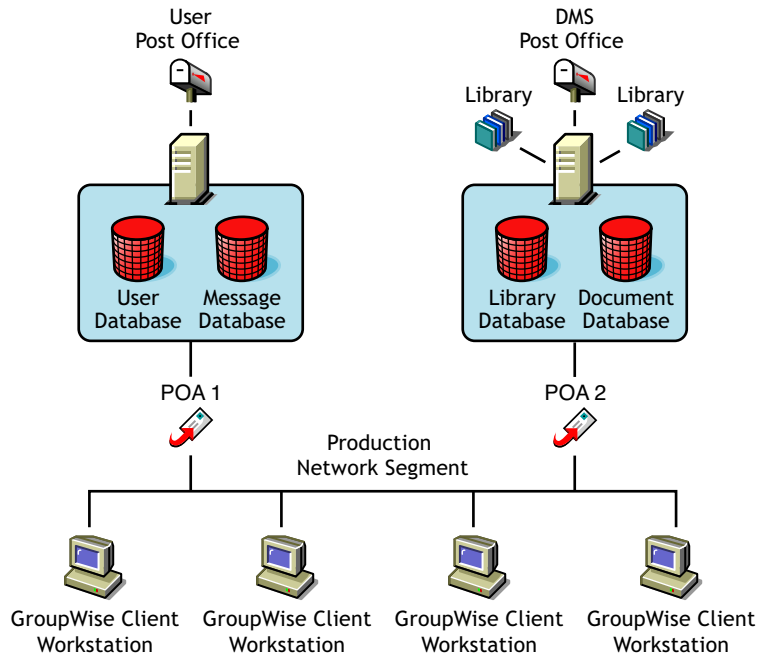 User
Post Office
DMS
Post Office
Library
Library
User
Database
Message
Database
Library
Database
Document
Database
POA 1
POA 2
Production
Network Segment
GroupWise Client
Workstation
GroupWise Client
Workstation
GroupWise Client
Workstation
GroupWise Client
Workstation